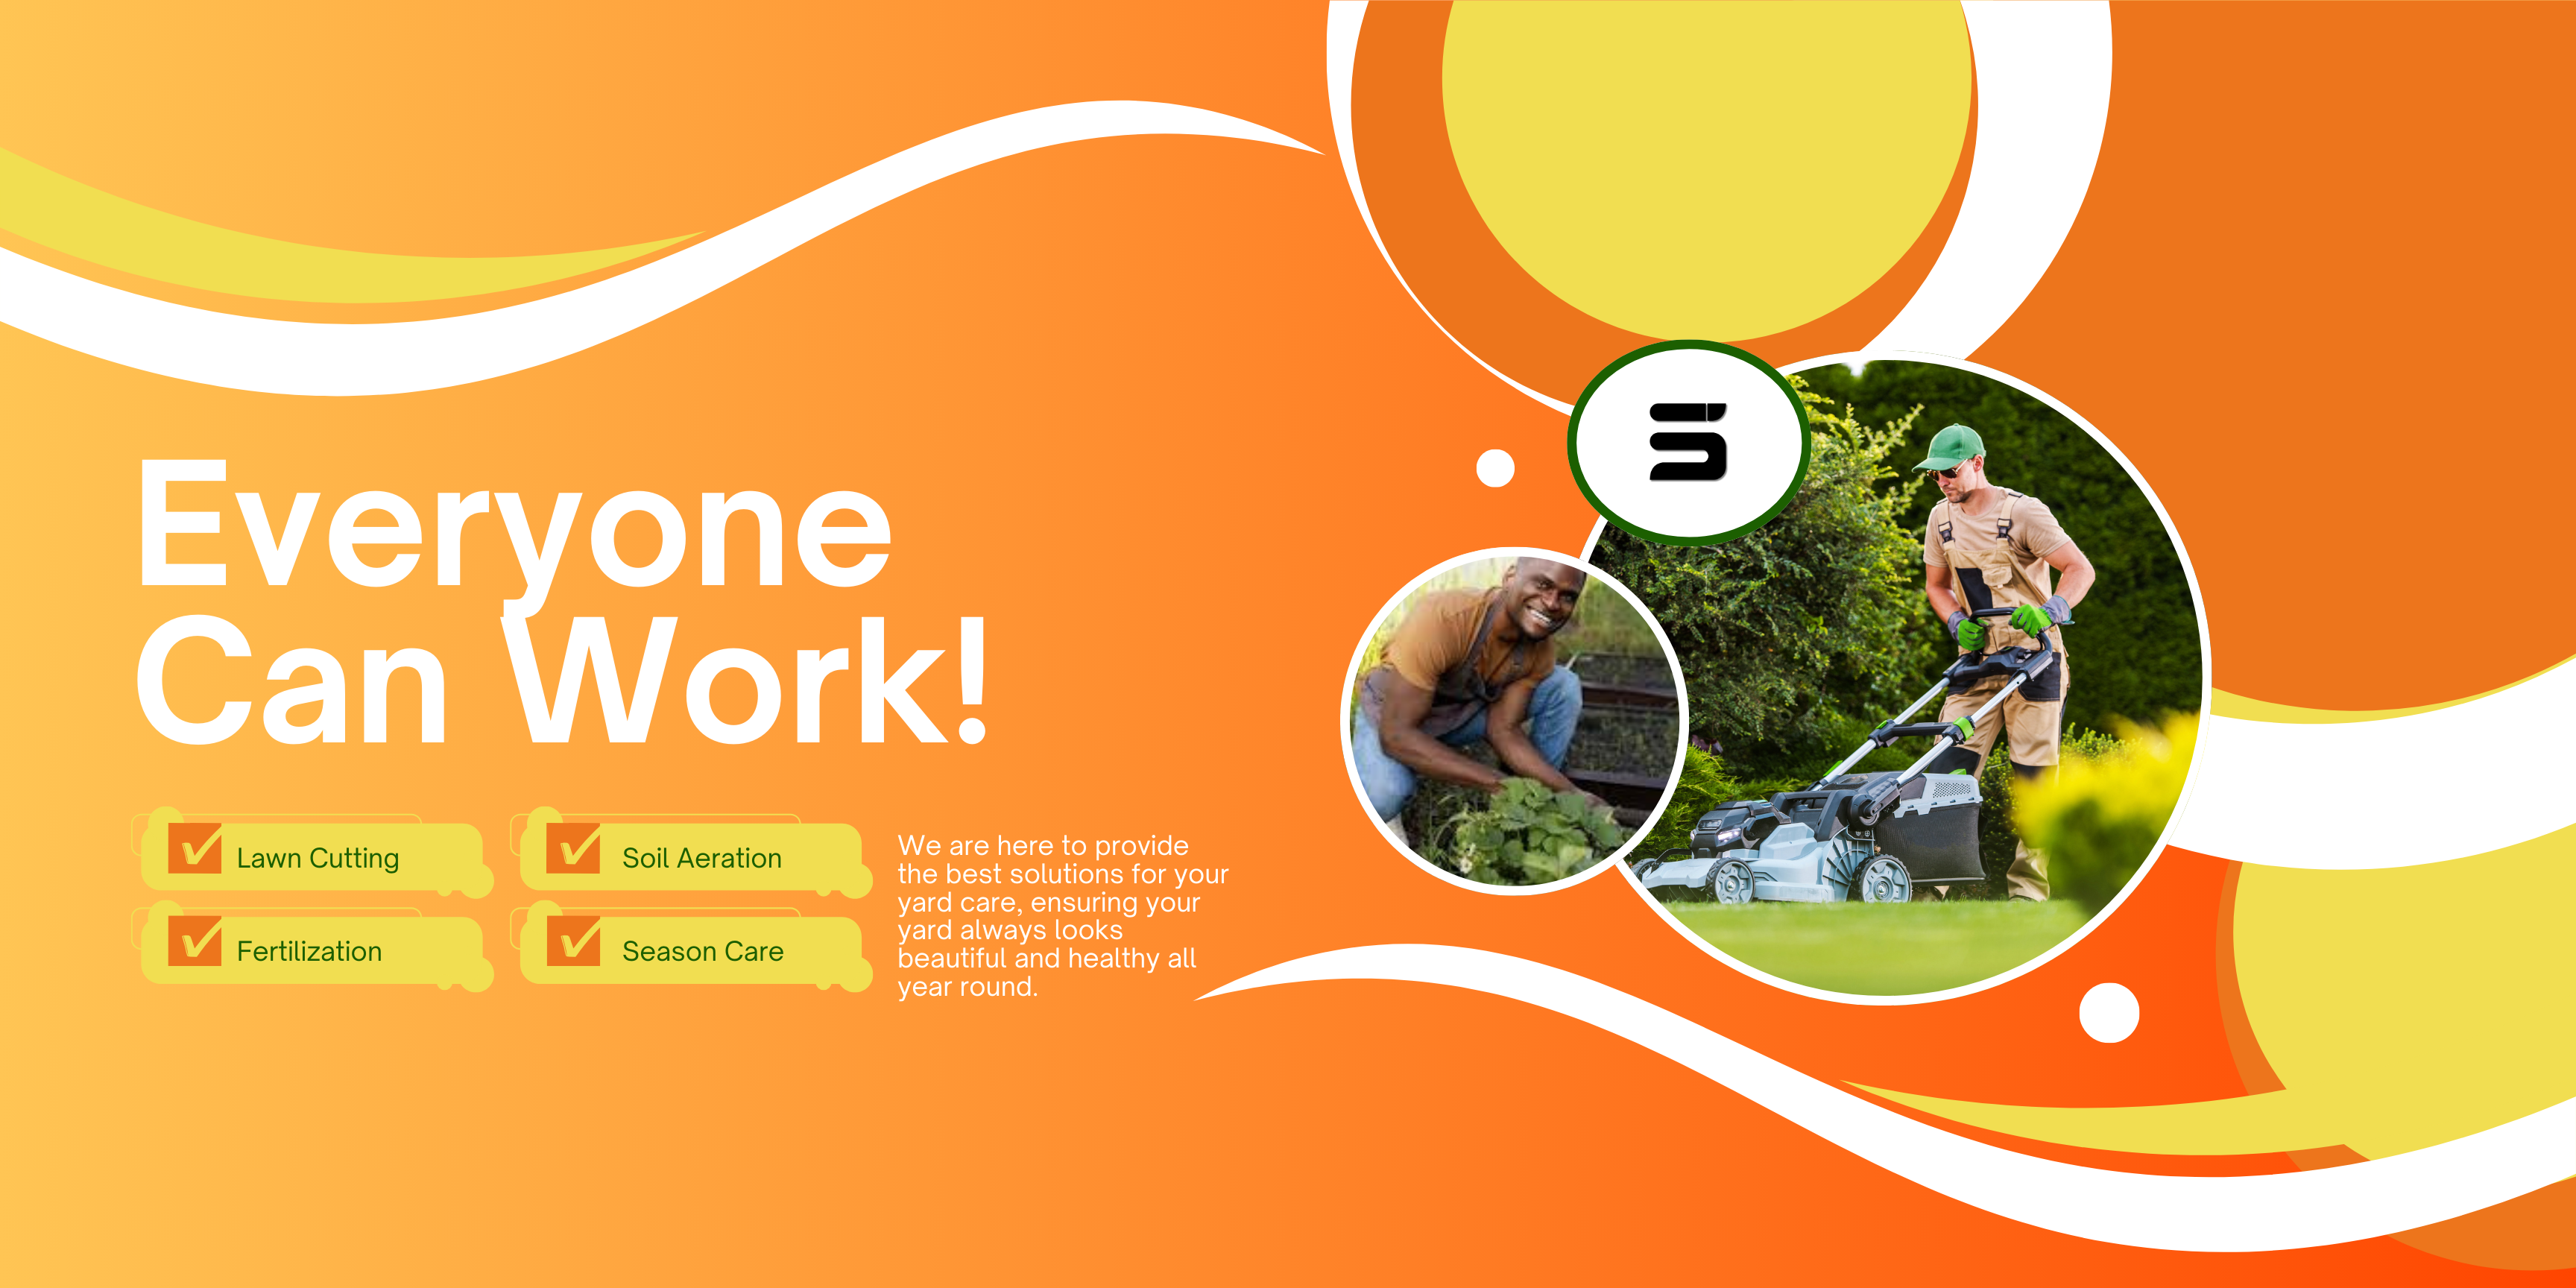 Everyone
Can Work!
Lawn Cutting
Soil Aeration
Fertilization
Season Care
We are here to provide
the best solutions for your
yard care, ensuring your
yard always looks
beautiful and healthy all
year round.
S